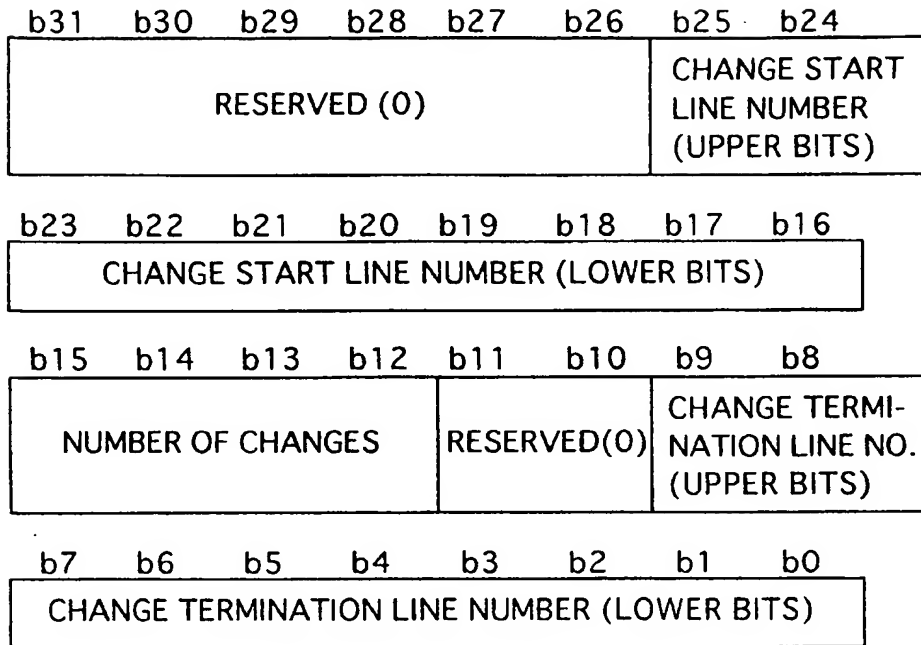 b31 b30 b29 b28 b27 b26 b25 b24
RESERVED (0)
CHANGE START
LINE NUMBER
(UPPER BITS)
b23 b22 b21 b20 b19 b18 b17 b16
CHANGE START LINE NUMBER (LOWER BITS)
b15 b14 b13 b12 b11 b10 b9 b8
NUMBER OF CHANGES
RESERVED(0)
CHANGE TERMI-
NATION LINE NO.
(UPPER BITS)
b7 b6 b5 b4 b3 b2 b1 b0
CHANGE TERMINATION LINE NUMBER (LOWER BITS)